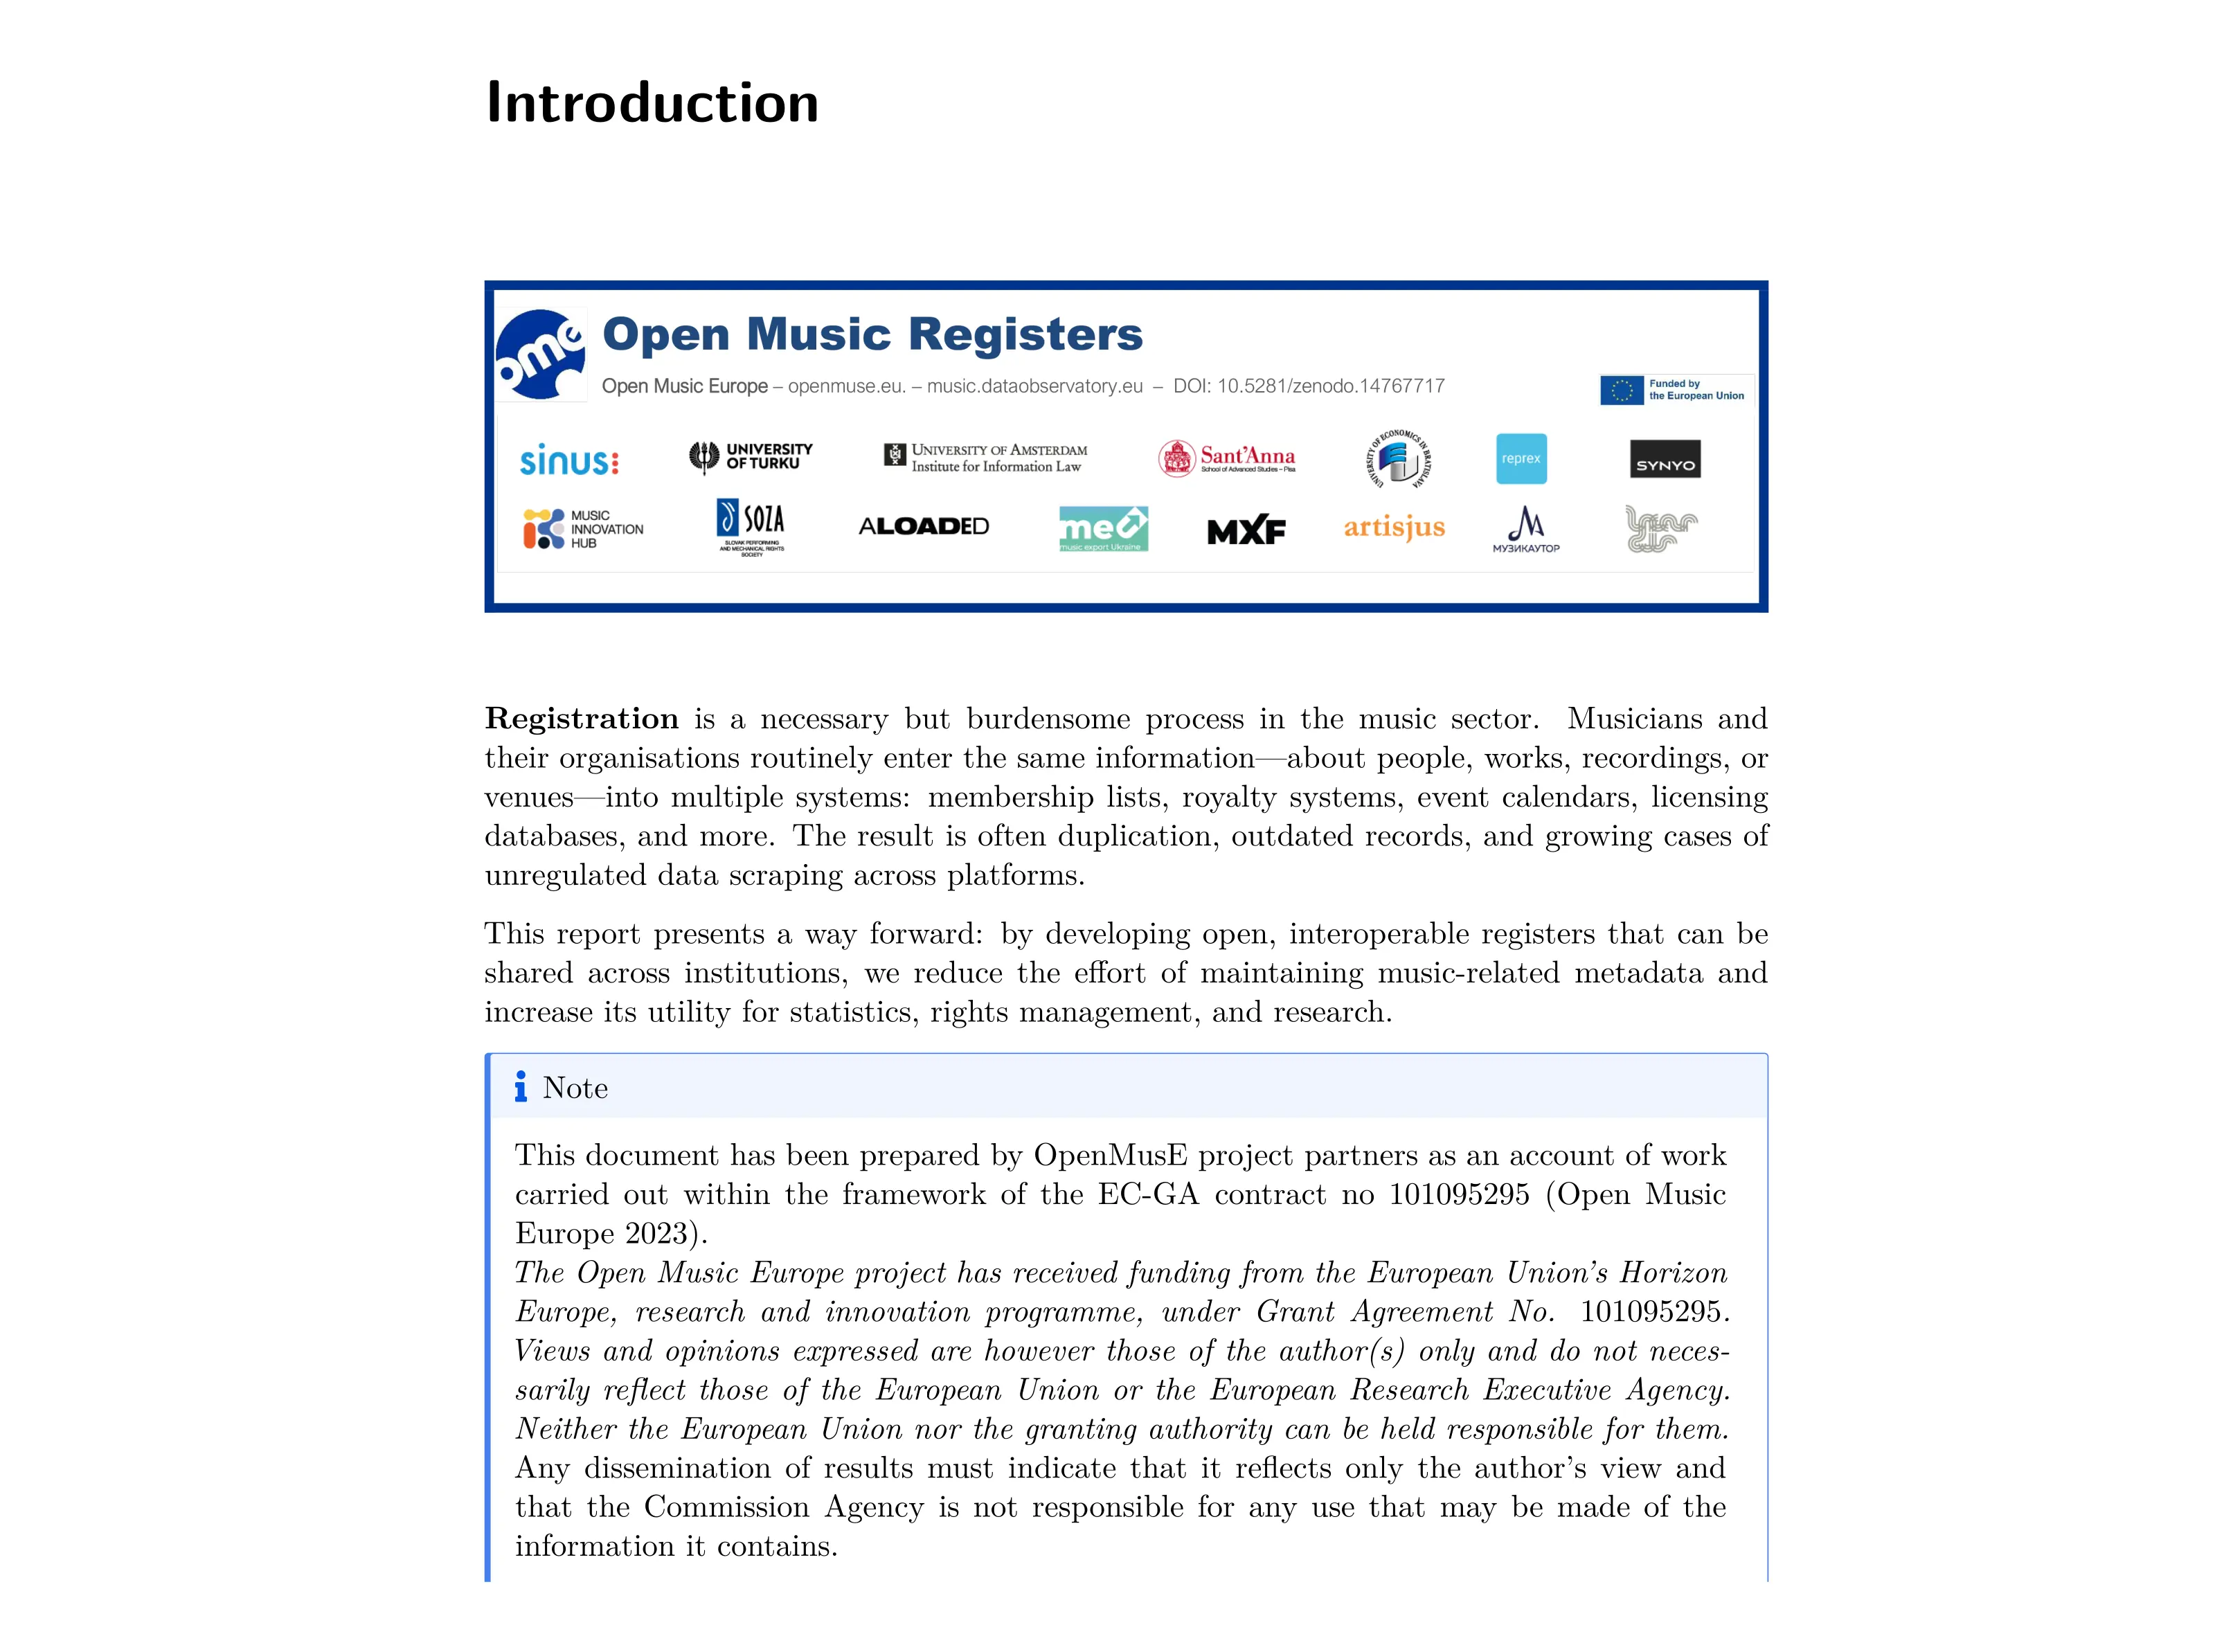 Introduction
ome
Open Music Registers
Open Music Europe – openmuse.eu. – music.dataobservatory.eu – DOI: 10.5281/zenodo.14767717
Funded by
the European Union
sinus:
UNIVERSITY
OF TURKU
UNIVERSITY OF AMSTERDAM
Institute for Information Law
Sant'Anna
School of Advanced Studies – Pisa
UNIVERSITY OF ECONOMICS IN BRATISLAVA
reprex
SYNYO
MUSIC
INNOVATION
HUB
SOZA
SLOVAK PERFORMING
AND MECHANICAL RIGHTS
SOCIETY
ALOADED
me
music export Ukraine
MXF
artisjus
МУЗИКАУТОР
Registration is a necessary but burdensome process in the music sector. Musicians and
their organisations routinely enter the same information—about people, works, recordings, or
venues—into multiple systems: membership lists, royalty systems, event calendars, licensing
databases, and more. The result is often duplication, outdated records, and growing cases of
unregulated data scraping across platforms.
This report presents a way forward: by developing open, interoperable registers that can be
shared across institutions, we reduce the effort of maintaining music-related metadata and
increase its utility for statistics, rights management, and research.
Note
This document has been prepared by OpenMusE project partners as an account of work
carried out within the framework of the EC-GA contract no 101095295 (Open Music
Europe 2023).
The Open Music Europe project has received funding from the European Union's Horizon
Europe, research and innovation programme, under Grant Agreement No. 101095295.
Views and opinions expressed are however those of the author(s) only and do not neces-
sarily reflect those of the European Union or the European Research Executive Agency.
Neither the European Union nor the granting authority can be held responsible for them.
Any dissemination of results must indicate that it reflects only the author's view and
that the Commission Agency is not responsible for any use that may be made of the
information it contains.